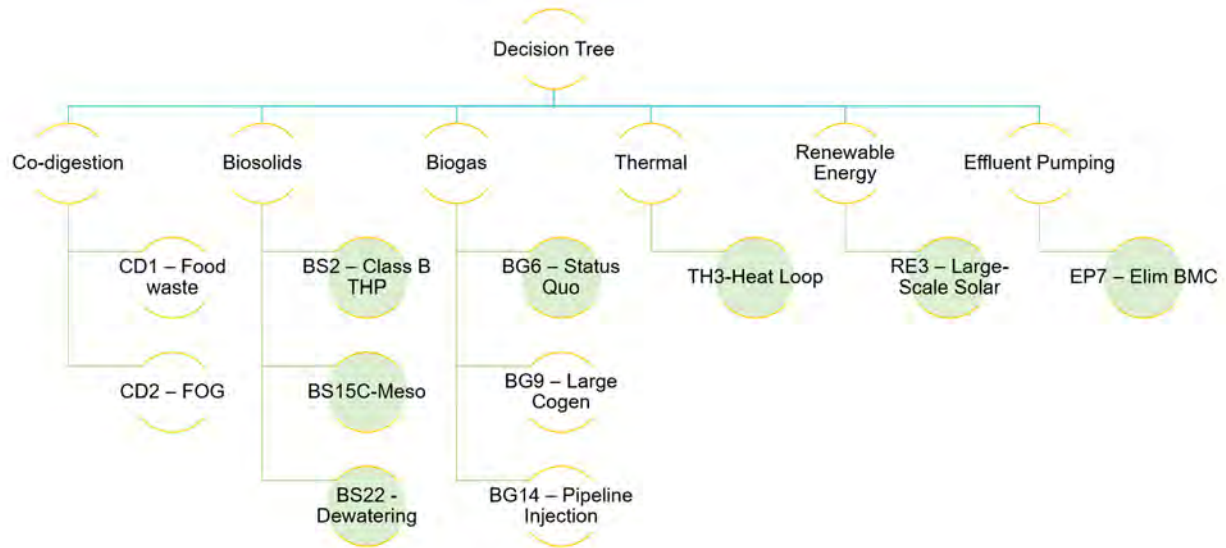 Decision Tree
Co-digestion
Biosolids
Biogas
Thermal
Renewable
Energy
Effluent Pumping
CD1 – Food
waste
BS2 – Class B
THP
BG6 – Status
Quo
TH3-Heat Loop
RE3 – Large-
Scale Solar
EP7 – Elim BMC
CD2 – FOG
BS15C-Meso
BG9 – Large
Cogen
BS22 -
Dewatering
BG14 – Pipeline
Injection